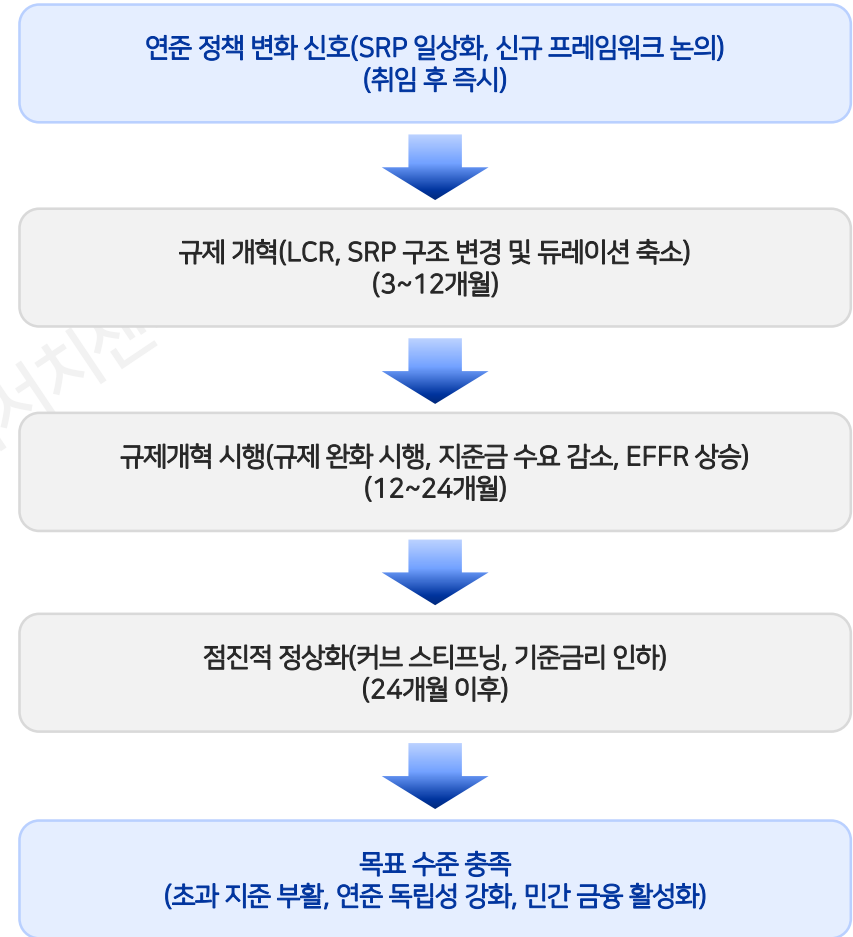 연준 정책 변화 신호(SRP 일상화, 신규 프레임워크 논의)
(취임 후 즉시)
규제 개혁(LCR, SRP 구조 변경 및 듀레이션 축소)
(3~12개월)
규제개혁 시행(규제 완화 시행, 지준금 수요 감소, EFFR 상승)
(12~24개월)
점진적 정상화(커브 스티프닝, 기준금리 인하)
(24개월 이후)
목표 수준 충족
(초과 지준 부활, 연준 독립성 강화, 민간 금융 활성화)